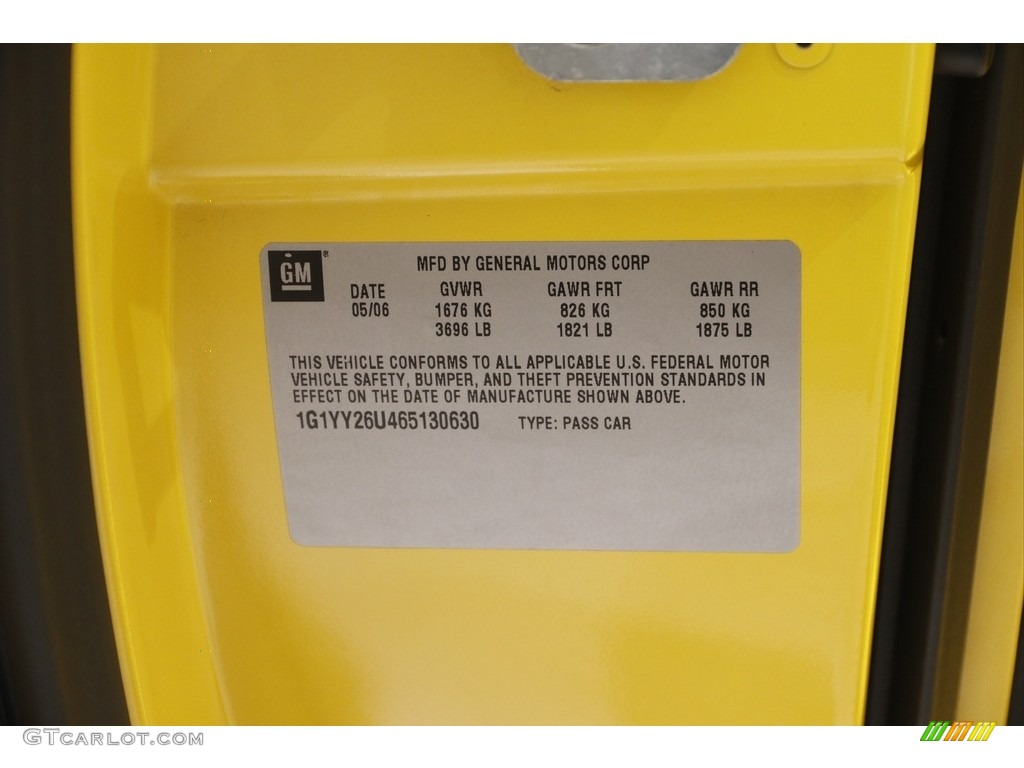 GM®
MFD BY GENERAL MOTORS CORP
DATE GVWR GAWR FRT GAWR RR
05/06 1676 KG 826 KG 850 KG
3696 LB 1821 LB 1875 LB
THIS VEHICLE CONFORMS TO ALL APPLICABLE U.S. FEDERAL MOTOR
VEHICLE SAFETY, BUMPER, AND THEFT PREVENTION STANDARDS IN
EFFECT ON THE DATE OF MANUFACTURE SHOWN ABOVE.
1G1YY26U465130630 TYPE: PASS CAR
GTCARLOT.COM